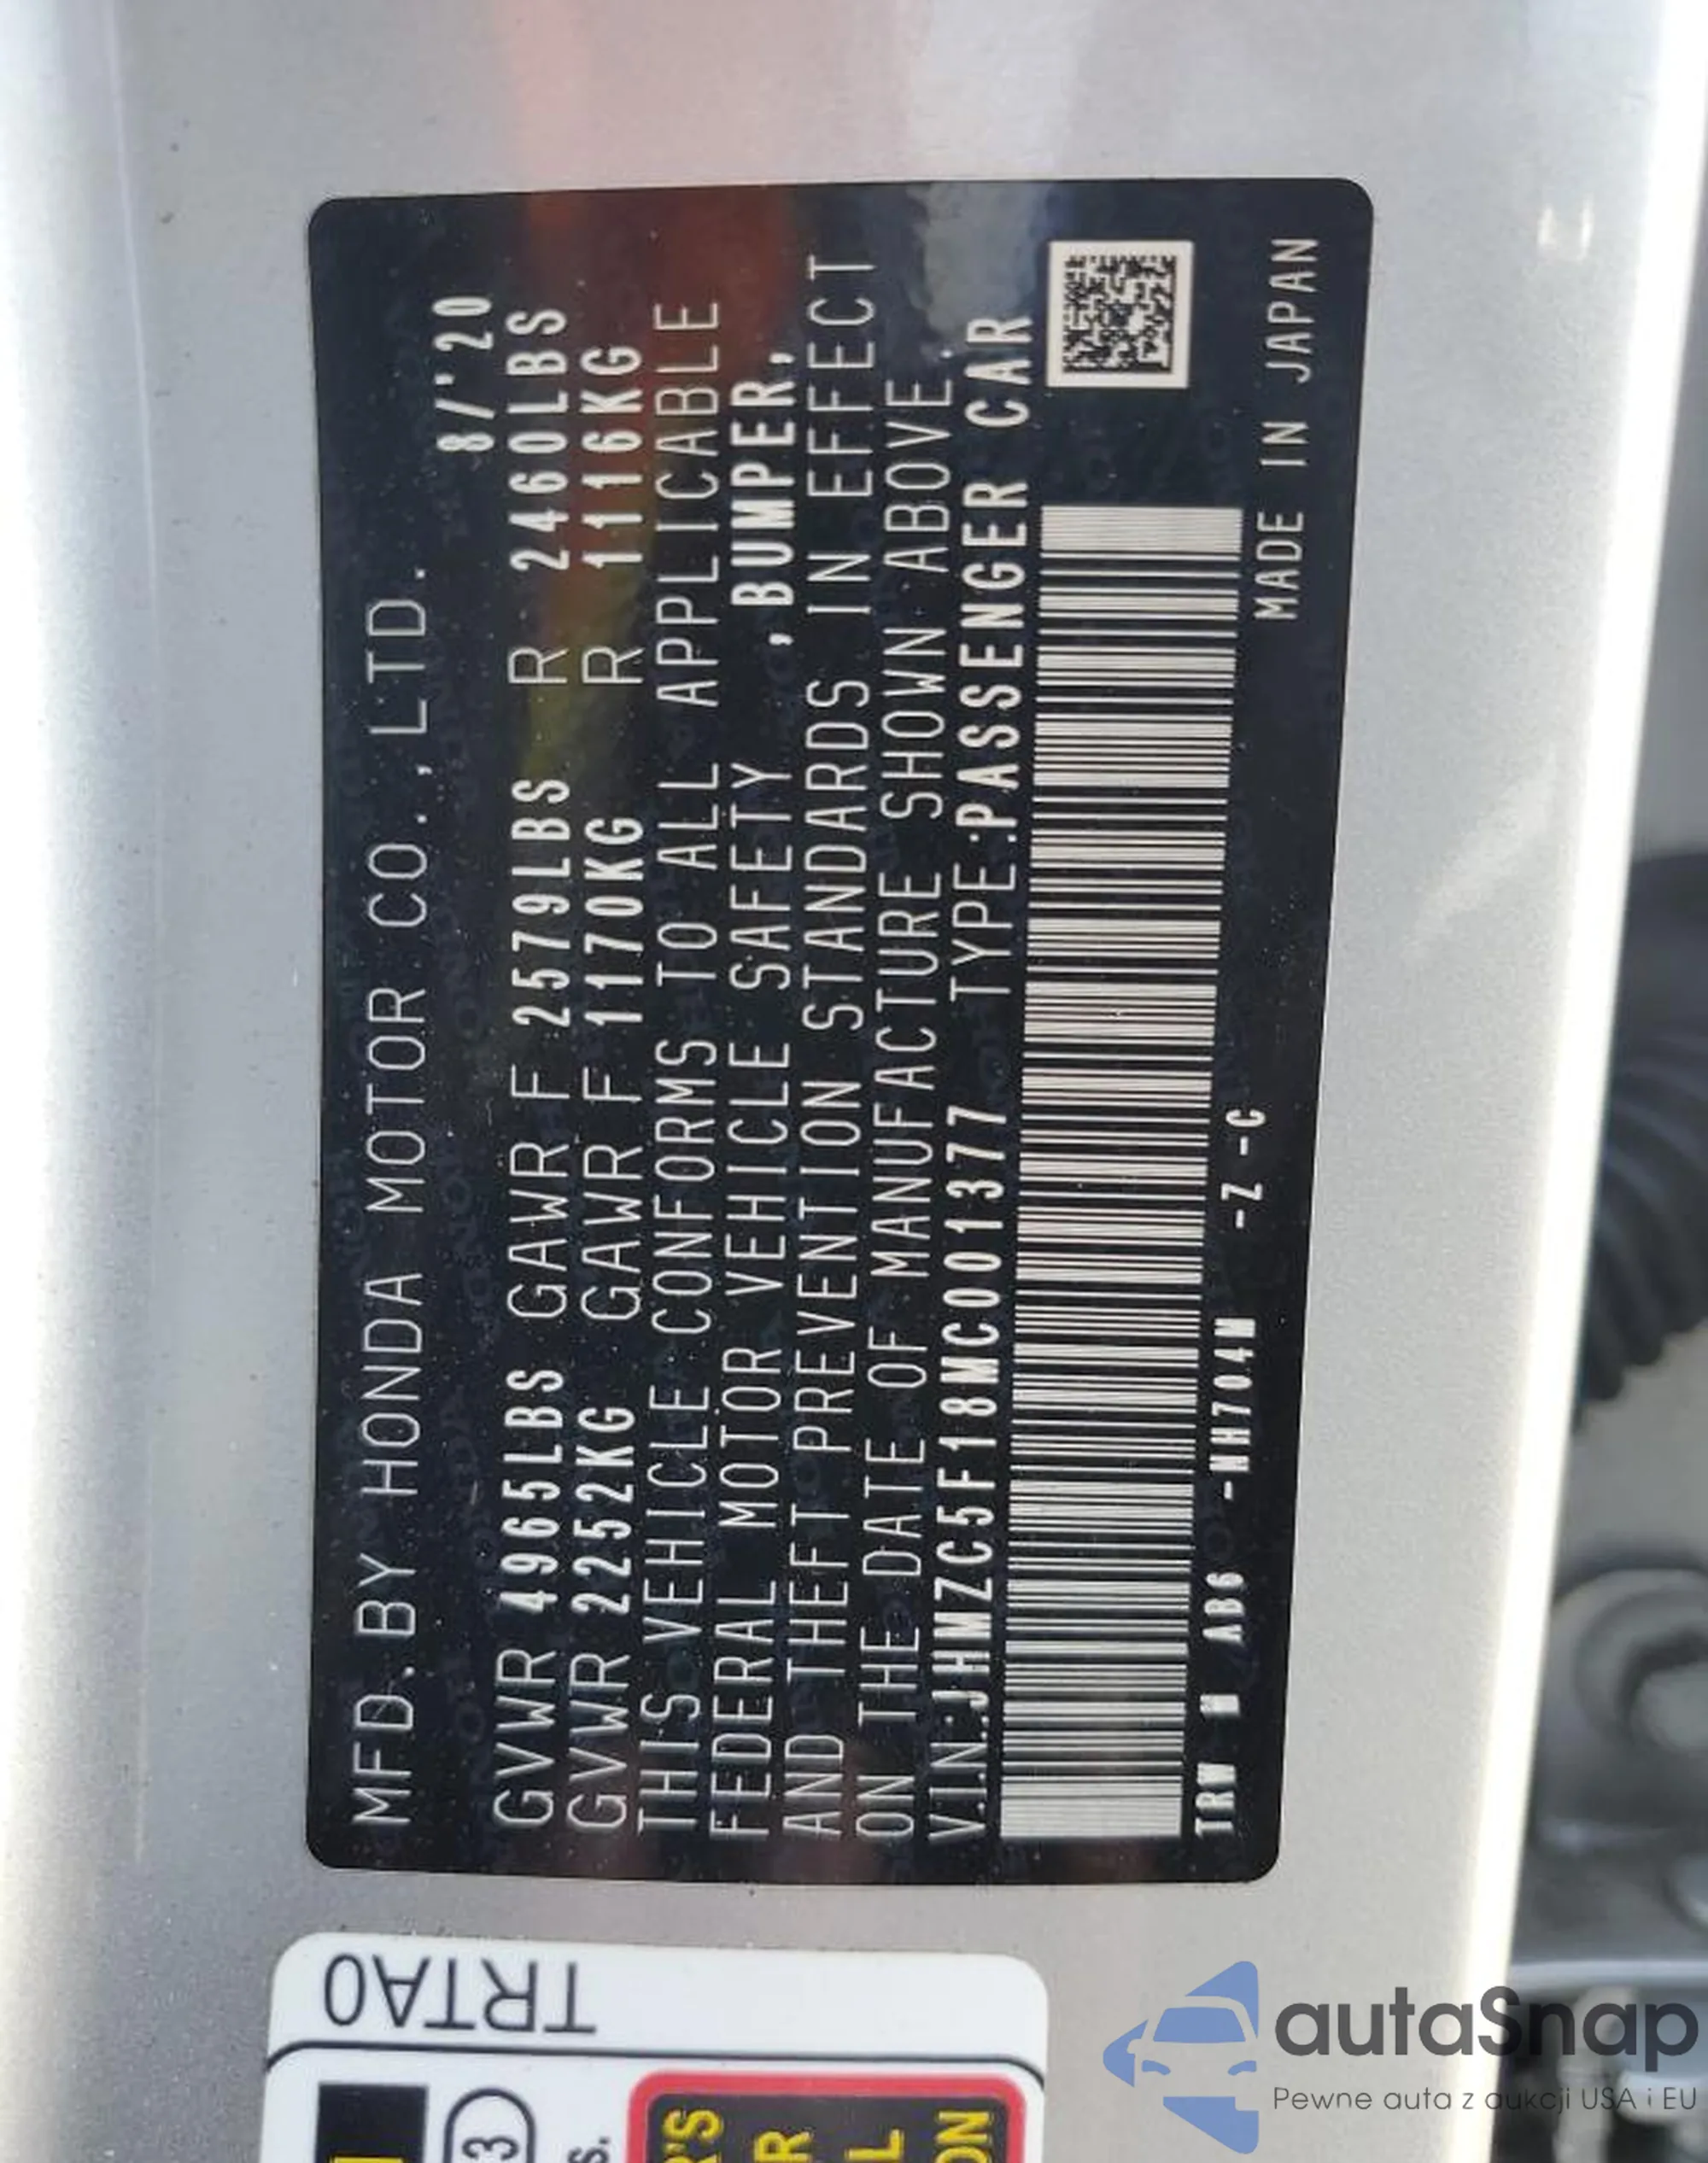 MFD. BY HONDA MOTOR CO.,LTD.
8/'20
GVWR 4965LBS GAWR F 2579LBS R 2460LBS
GVWR 2252KG GAWR F 1170KG R 1116KG
THIS VEHICLE CONFORMS TO ALL APPLICABLE
FEDERAL MOTOR VEHICLE SAFETY ,BUMPER,
AND THEFT PREVENTION STANDARDS IN EFFECT
ON THE DATE OF MANUFACTURE SHOWN ABOVE.
V.I.N.:JHMZC5F18MC001377 TYPE:PASSENGER CAR
TRW M AB6 -NH704M -Z -C
MADE IN JAPAN
TRTA0
3
R'S
R
L
ON
autaSnap
Pewne auta z aukcji USA i EU